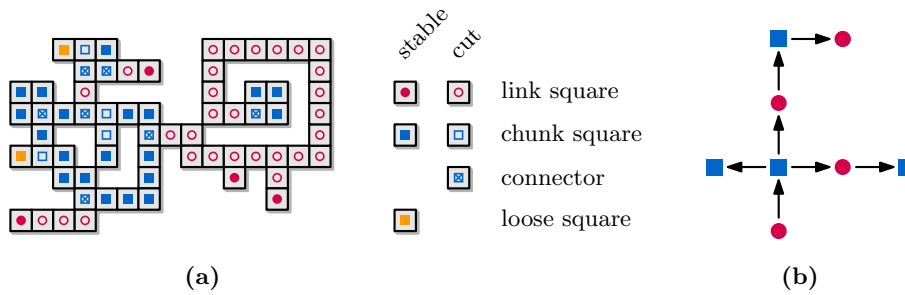 stable
cut
link square
chunk square
connector
loose square
(a)
(b)